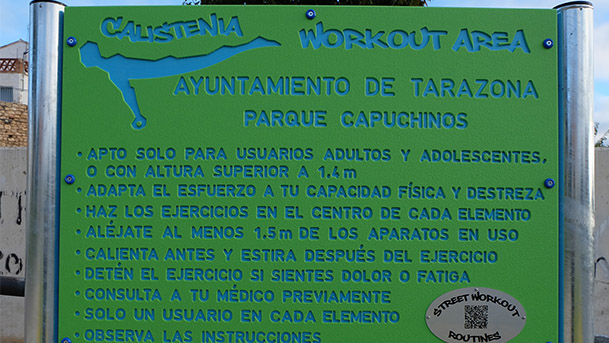 CALISTENIA WORKOUT AREA
AYUNTAMIENTO DE TARAZONA
PARQUE CAPUCHINOS
• APTO SOLO PARA USUARIOS ADULTOS Y ADOLESCENTES,
O CON ALTURA SUPERIOR A 1.4m
• ADAPTA EL ESFUERZO A TU CAPACIDAD FÍSICA Y DESTREZA
• HAZ LOS EJERCICIOS EN EL CENTRO DE CADA ELEMENTO
• ALÉJATE AL MENOS 1.5m DE LOS APARATOS EN USO
• CALIENTA ANTES Y ESTIRA DESPUÉS DEL EJERCICIO
• DETÉN EL EJERCICIO SI SIENTES DOLOR O FATIGA
• CONSULTA A TU MÉDICO PREVIAMENTE
• SOLO UN USUARIO EN CADA ELEMENTO
• OBSERVA LAS INSTRUCCIONES
STREET WORKOUT
ROUTINES